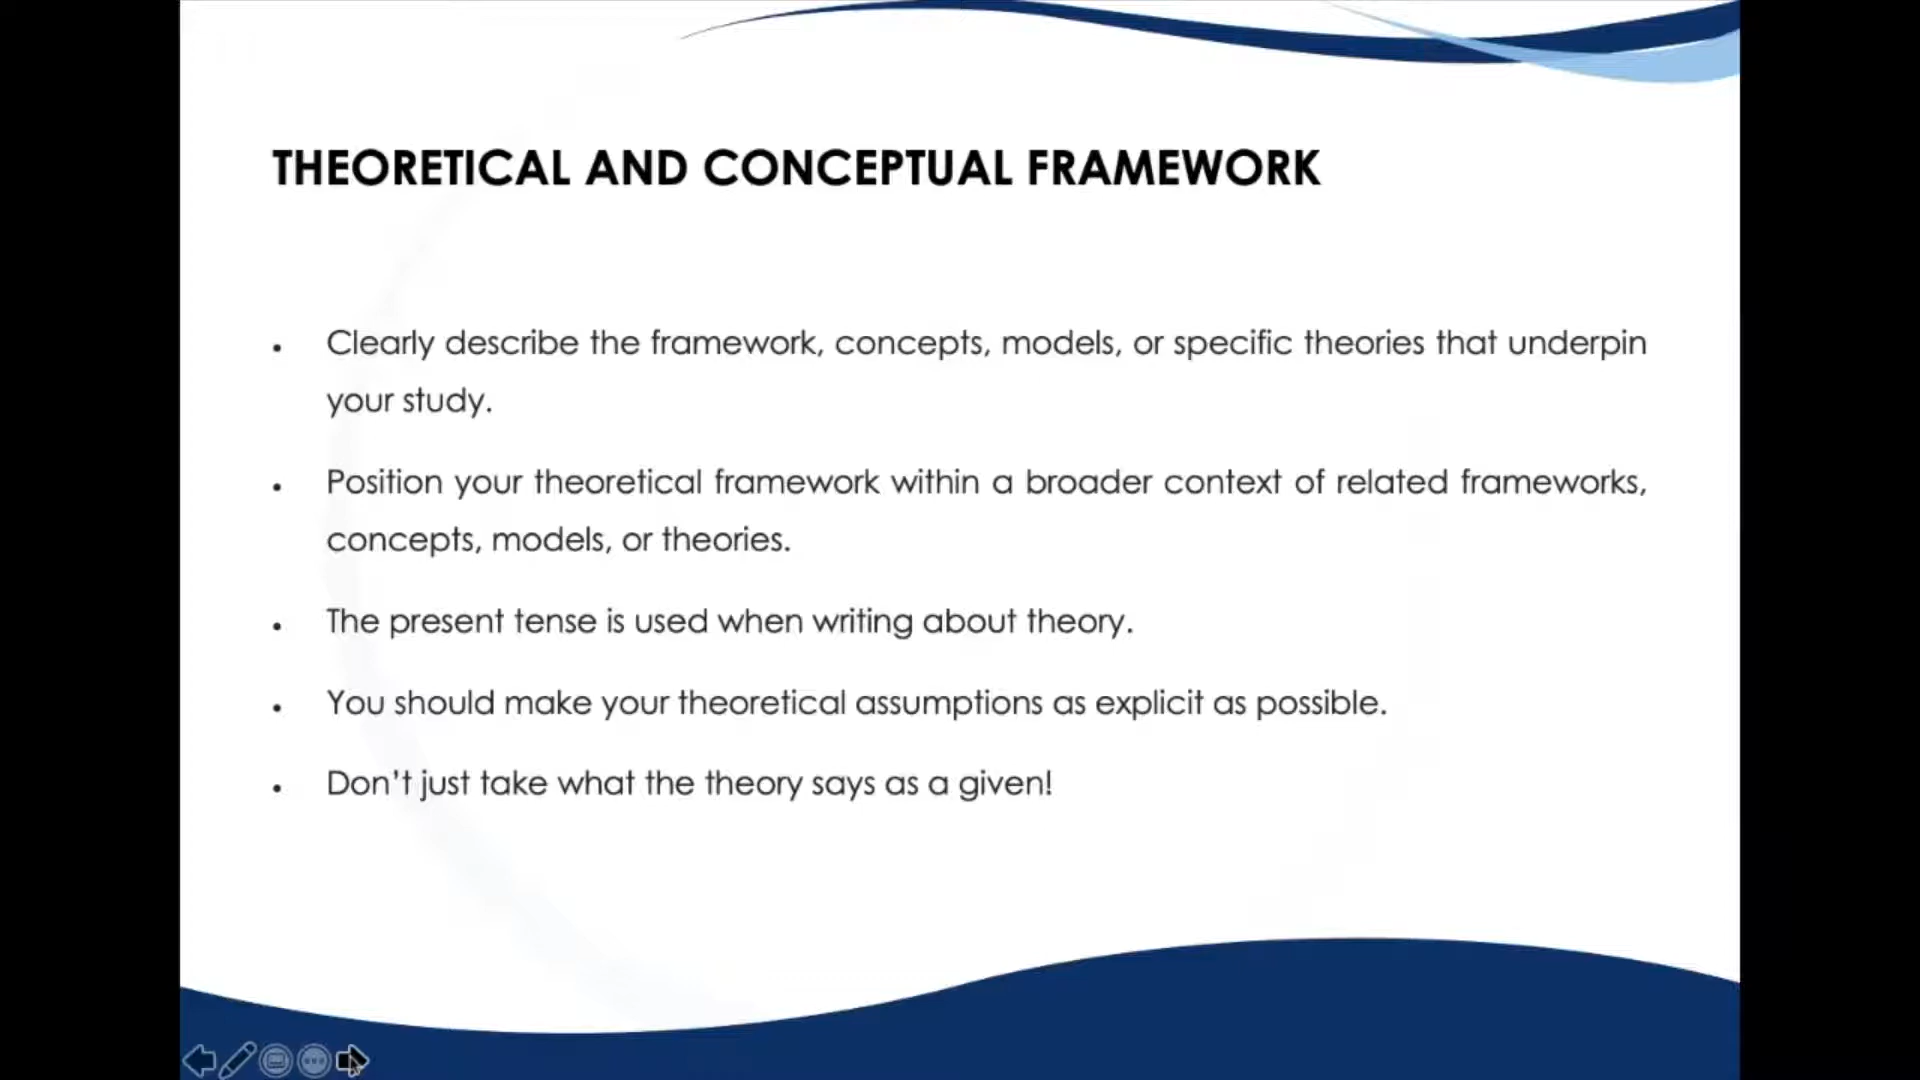 THEORETICAL AND CONCEPTUAL FRAMEWORK
• Clearly describe the framework, concepts, models, or specific theories that underpin
your study.
• Position your theoretical framework within a broader context of related frameworks,
concepts, models, or theories.
• The present tense is used when writing about theory.
• You should make your theoretical assumptions as explicit as possible.
• Don’t just take what the theory says as a given!